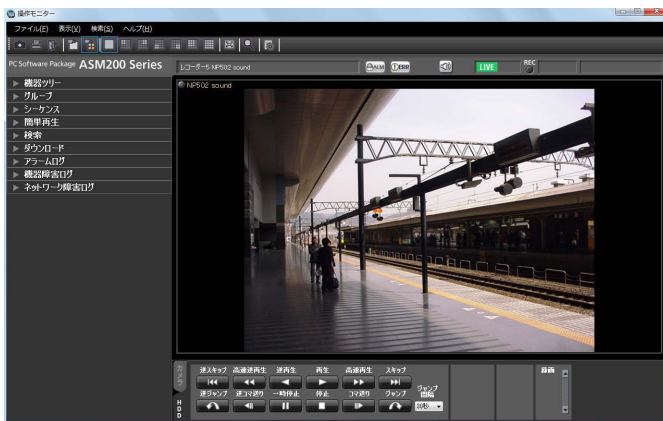 操作モニター
ファイル(F) 表示(V) 検索(S) ヘルプ(H)
PC Software Package ASM200 Series
レコーダー5 NP502 sound
ALM
ERR
LIVE
REC
NP502 sound
機器ツリー
グループ
シーケンス
簡単再生
検索
ダウンロード
アラームログ
機器障害ログ
ネットワーク障害ログ
カメラ
HDD
逆スキップ 高速逆再生 逆再生 再生 高速再生 スキップ
逆ジャンプ 逆コマ送り 一時停止 停止 コマ送り ジャンプ
ジャンプ
間隔
30秒
録画